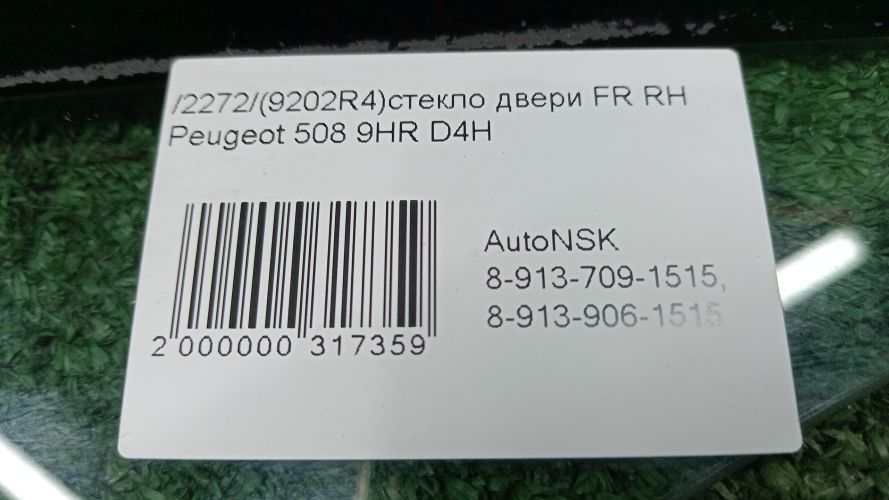 /2272/(9202R4)стекло двери FR RH
Peugeot 508 9HR D4H
AutoNSK
8-913-709-1515,
8-913-906-1515
2 000000 317359